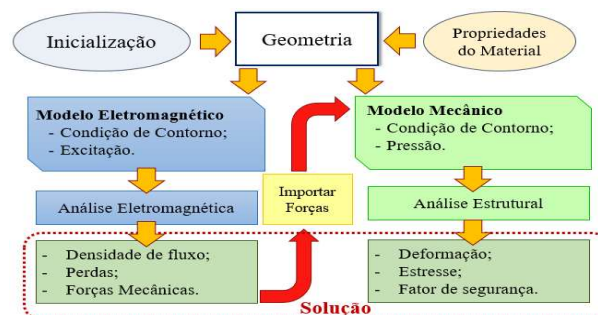 Inicialização
Geometria
Propriedades
do Material
Modelo Eletromagnético
- Condição de Contorno;
- Excitação.
Modelo Mecânico
- Condição de Contorno;
- Pressão.
Importar
Forças
Análise Eletromagnética
Análise Estrutural
- Densidade de fluxo;
- Perdas;
- Forças Mecânicas.
- Deformação;
- Estresse;
- Fator de segurança.
Solução